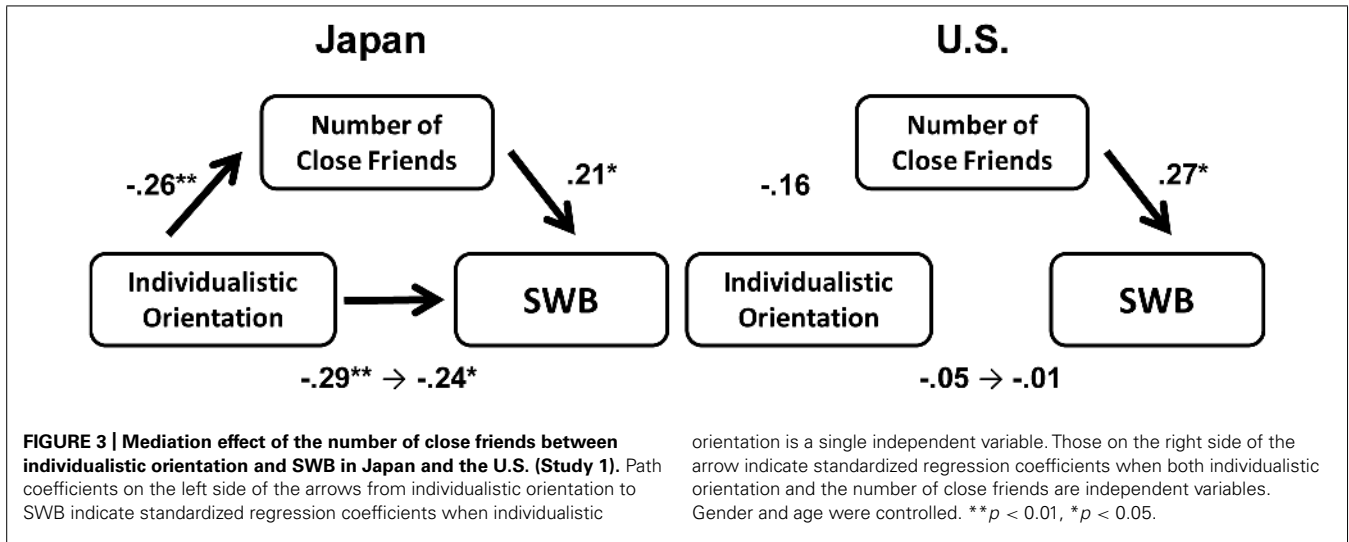 Japan
Number of
Close Friends
-.26**
.21*
Individualistic
Orientation
SWB
-.29** → -.24*
U.S.
Number of
Close Friends
-.16
.27*
Individualistic
Orientation
SWB
-.05 → -.01
FIGURE 3 | Mediation effect of the number of close friends between
individualistic orientation and SWB in Japan and the U.S. (Study 1). Path
coefficients on the left side of the arrows from individualistic orientation to
SWB indicate standardized regression coefficients when individualistic
orientation is a single independent variable. Those on the right side of the
arrow indicate standardized regression coefficients when both individualistic
orientation and the number of close friends are independent variables.
Gender and age were controlled. **p < 0.01, *p < 0.05.